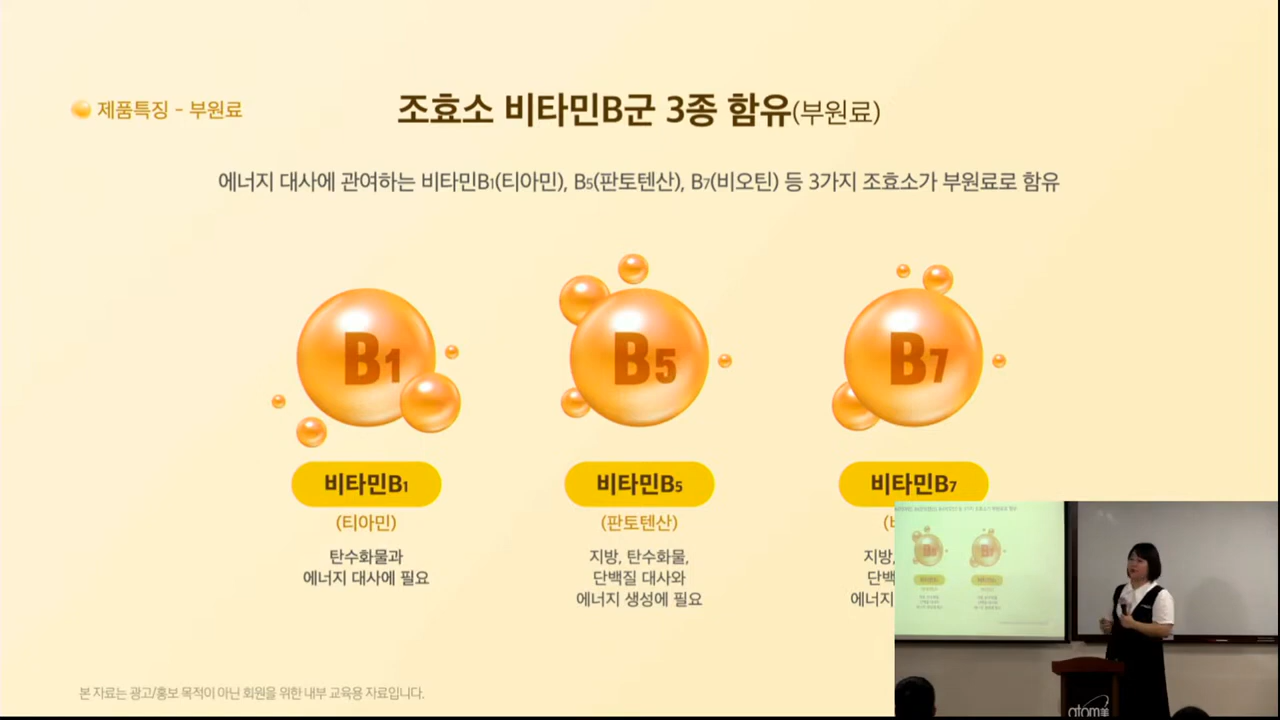 제품특징 - 부원료
조효소 비타민B군 3종 함유(부원료)
에너지 대사에 관여하는 비타민B1(티아민), B5(판토텐산), B7(비오틴) 등 3가지 조효소가 부원료로 함유
B1
B5
B7
비타민B1
(티아민)
탄수화물과
에너지 대사에 필요
비타민B5
(판토텐산)
지방, 탄수화물,
단백질 대사와
에너지 생성에 필요
비타민B7
(비
지방,
단백
에너지
본 자료는 광고/홍보 목적이 아닌 회원을 위한 내부 교육용 자료입니다.
atom美